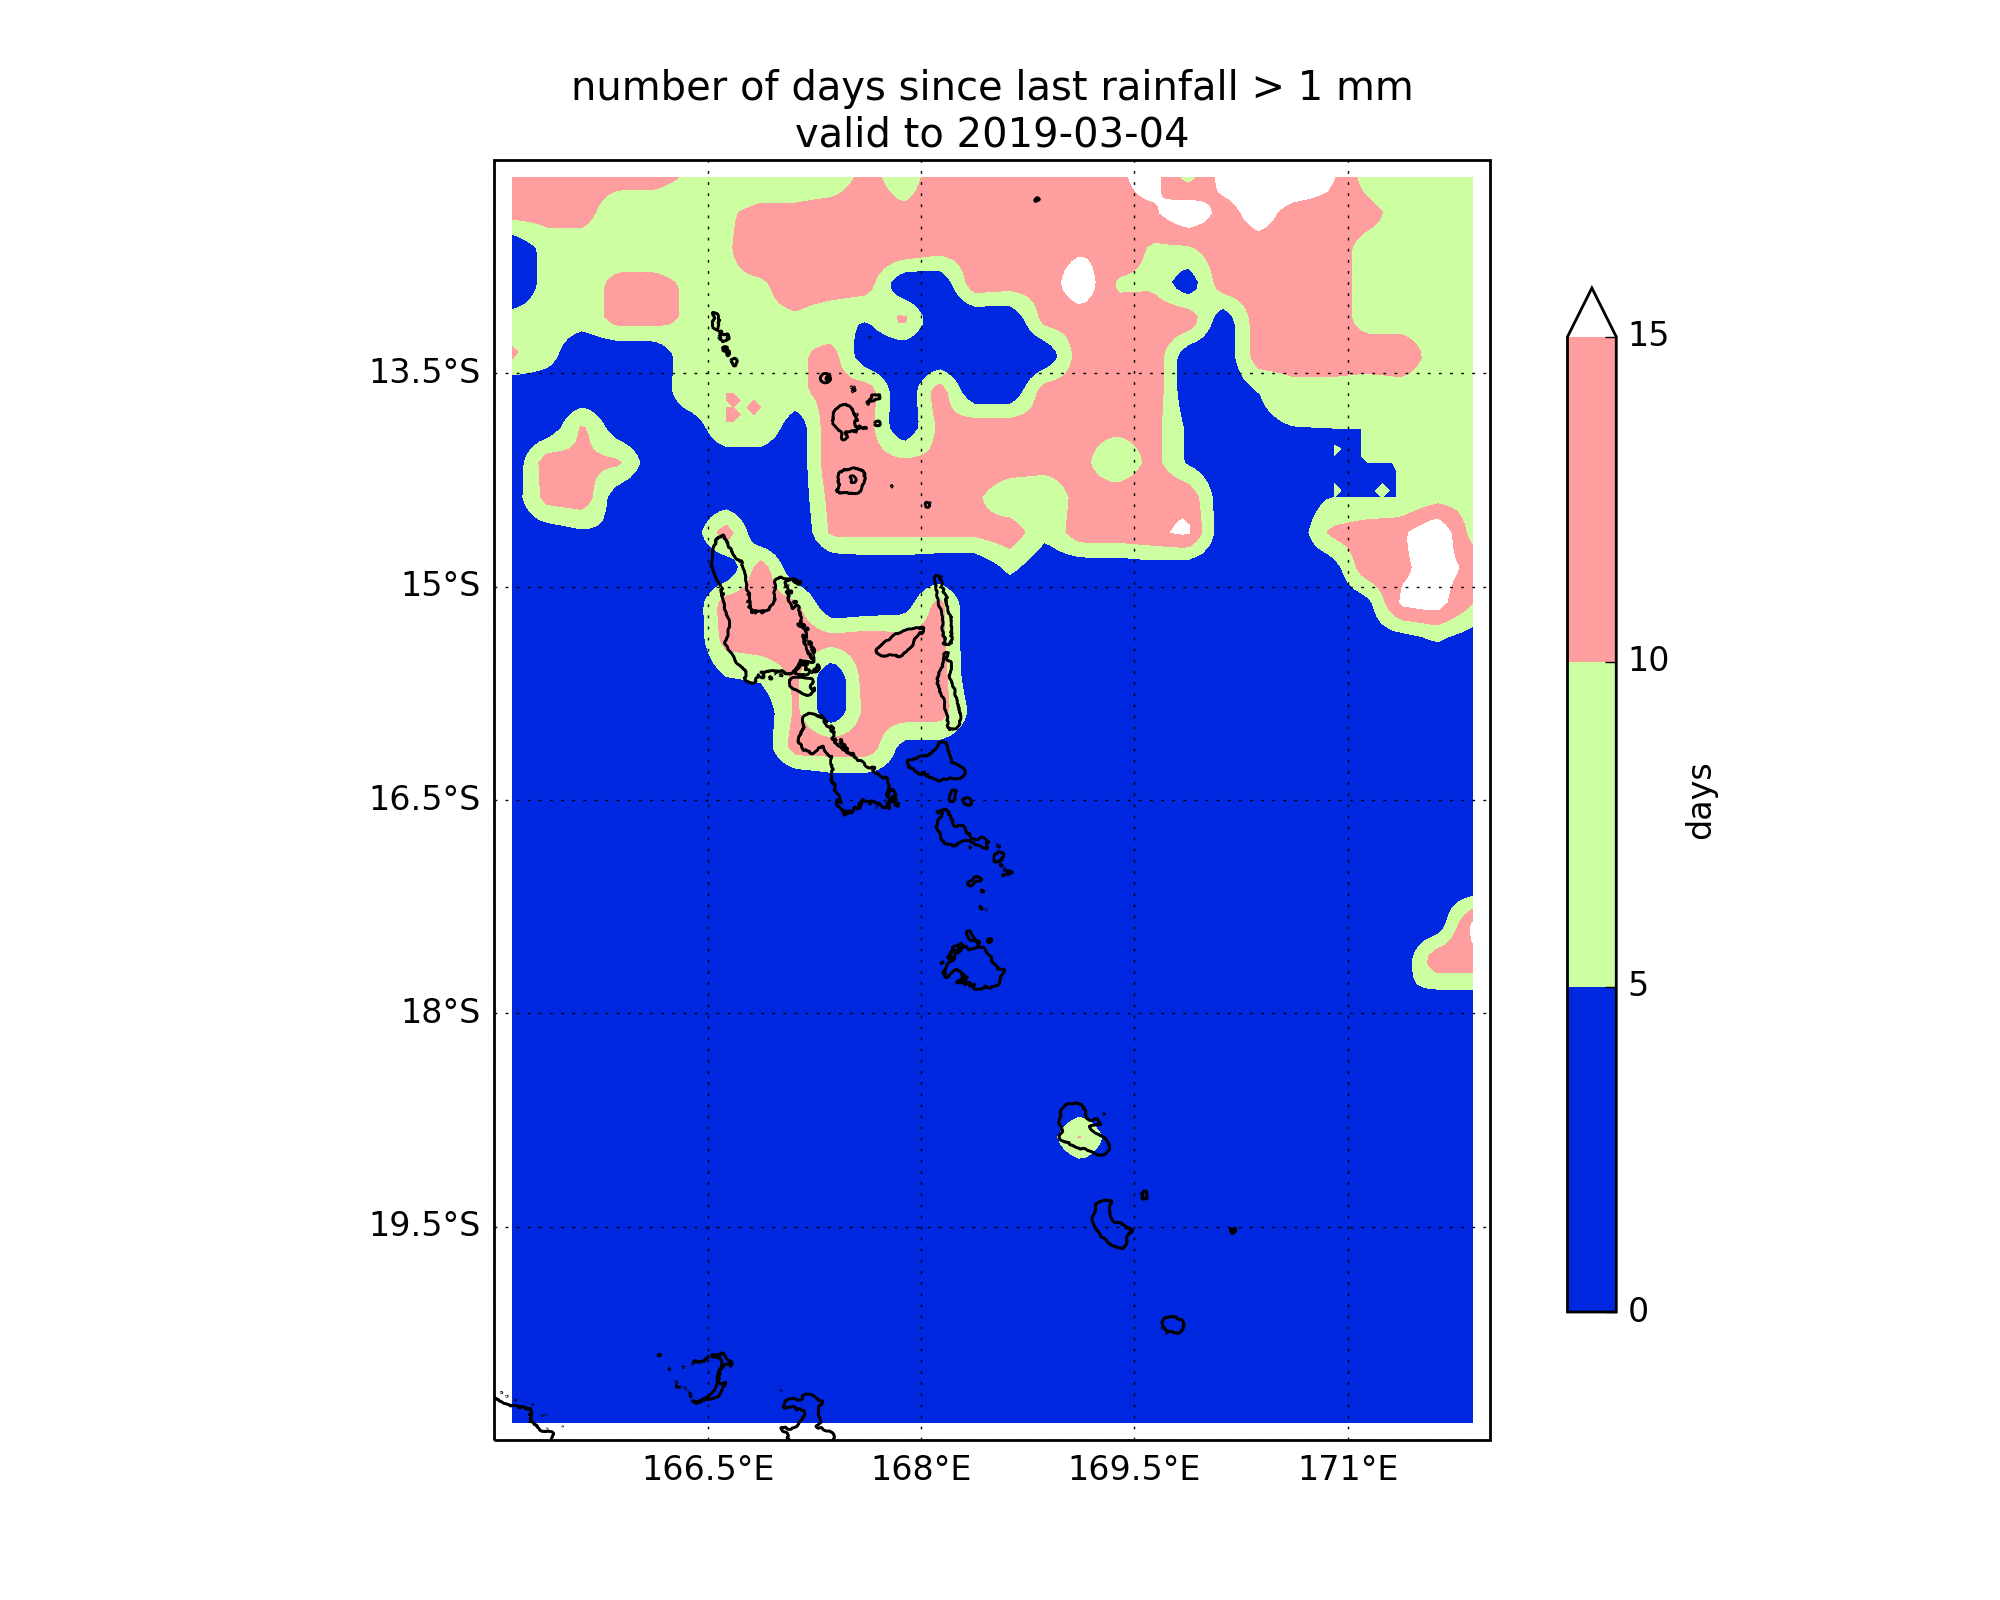 number of days since last rainfall > 1 mm
valid to 2019-03-04
13.5°S
15°S
16.5°S
18°S
19.5°S
166.5°E
168°E
169.5°E
171°E
15
10
5
0
days